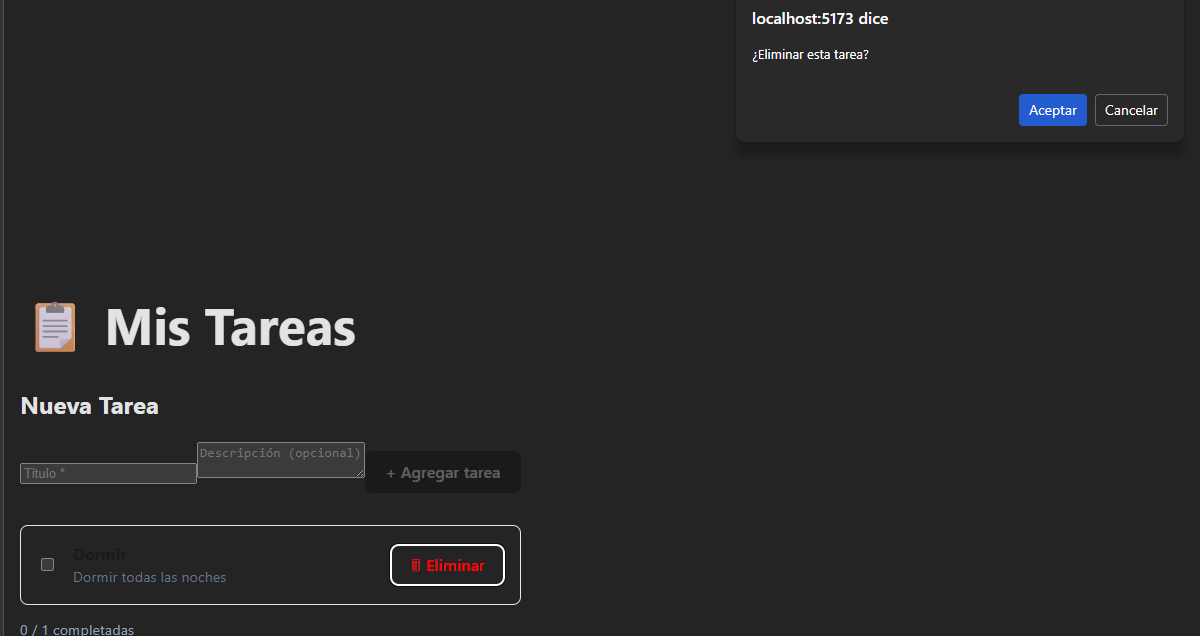 localhost:5173 dice
¿Eliminar esta tarea?
Aceptar Cancelar
Mis Tareas
Nueva Tarea
Título * Descripción (opcional) + Agregar tarea
Dormir
Dormir todas las noches
Eliminar
0 / 1 completadas